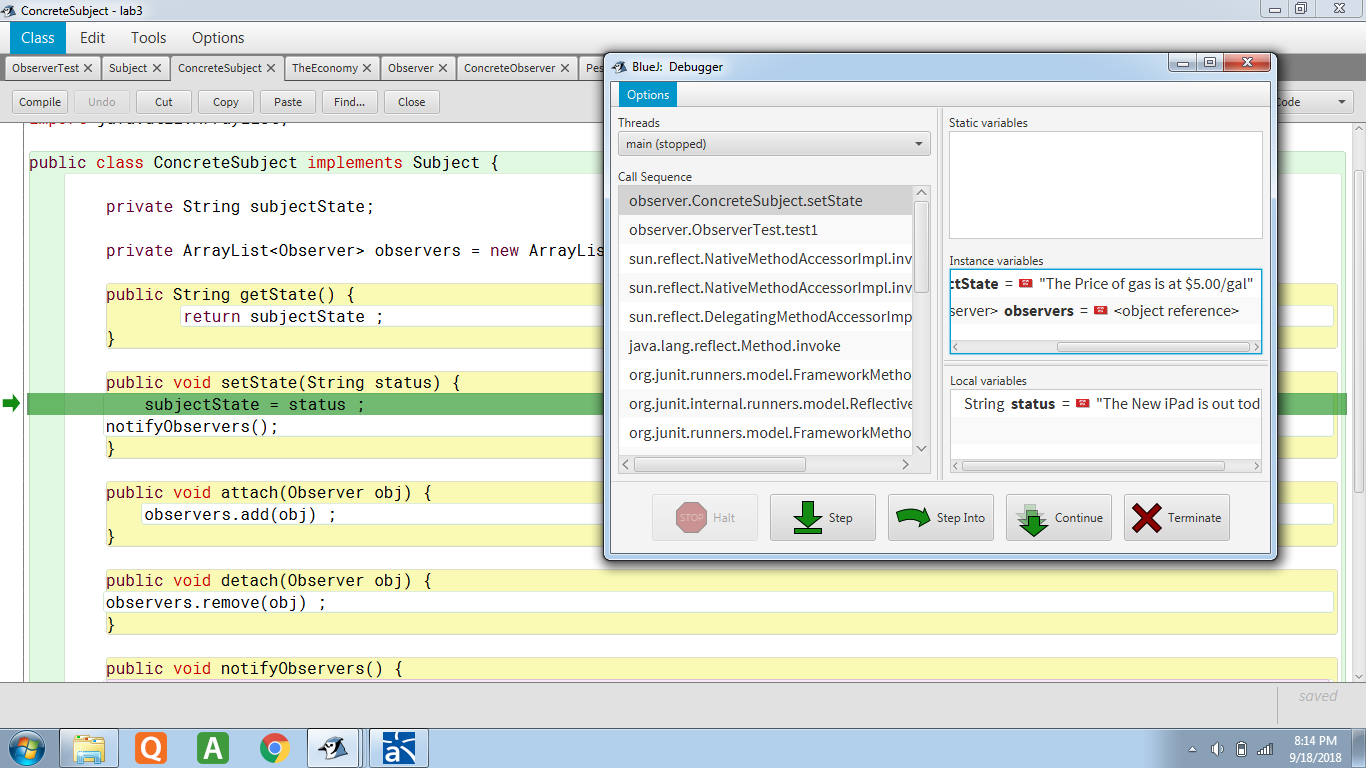 ConcreteSubject - lab3
Class Edit Tools Options
ObserverTest Subject ConcreteSubject TheEconomy Observer ConcreteObserver Pes
Compile Undo Cut Copy Paste Find... Close ode
import java.util.ArrayList;
public class ConcreteSubject implements Subject {
private String subjectState;
private ArrayList<Observer> observers = new ArrayLis
public String getState() {
return subjectState ;
}
public void setState(String status) {
subjectState = status ;
notifyObservers();
}
public void attach(Observer obj) {
observers.add(obj) ;
}
public void detach(Observer obj) {
observers.remove(obj) ;
}
public void notifyObservers() {
saved
BlueJ: Debugger
Options
Threads
main (stopped)
Call Sequence
observer.ConcreteSubject.setState
observer.ObserverTest.test1
sun.reflect.NativeMethodAccessorImpl.inv
sun.reflect.NativeMethodAccessorImpl.inv
sun.reflect.DelegatingMethodAccessorImp
java.lang.reflect.Method.invoke
org.junit.runners.model.FrameworkMetho
org.junit.internal.runners.model.Reflective
org.junit.runners.model.FrameworkMetho
Static variables
Instance variables
ctState = "The Price of gas is at $5.00/gal"
server> observers = <object reference>
Local variables
String status = "The New iPad is out tod
STOP Halt Step Step Into Continue Terminate
Q A a
8:14 PM
9/18/2018